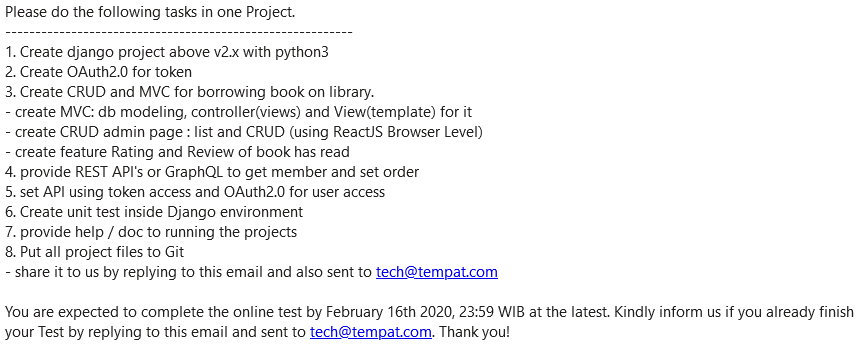 Please do the following tasks in one Project.
----------------------------------------------------------
1. Create django project above v2.x with python3
2. Create OAuth2.0 for token
3. Create CRUD and MVC for borrowing book on library.
- create MVC: db modeling, controller(views) and View(template) for it
- create CRUD admin page : list and CRUD (using ReactJS Browser Level)
- create feature Rating and Review of book has read
4. provide REST API's or GraphQL to get member and set order
5. set API using token access and OAuth2.0 for user access
6. Create unit test inside Django environment
7. provide help / doc to running the projects
8. Put all project files to Git
- share it to us by replying to this email and also sent to tech@tempat.com
You are expected to complete the online test by February 16th 2020, 23:59 WIB at the latest. Kindly inform us if you already finish
your Test by replying to this email and sent to tech@tempat.com. Thank you!